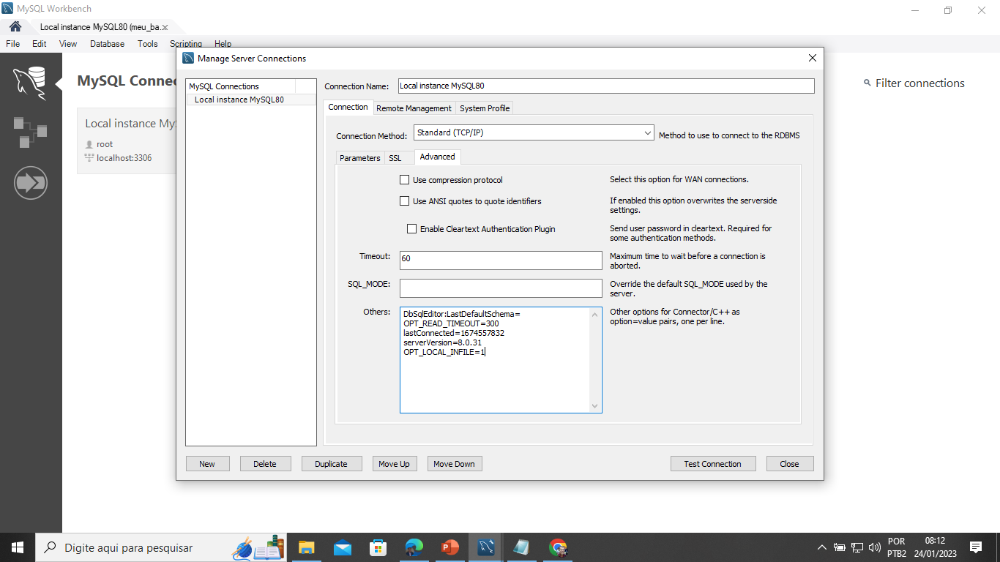 MySQL Workbench
Local instance MySQL80 (meu_ba...
File Edit View Database Tools Scripting Help
MySQL Connec
Filter connections
Local instance MyS
root
localhost:3306
Manage Server Connections
MySQL Connections
Local instance MySQL80
Connection Name: Local instance MySQL80
Connection Remote Management System Profile
Connection Method: Standard (TCP/IP) Method to use to connect to the RDBMS
Parameters SSL Advanced
Use compression protocol Select this option for WAN connections.
Use ANSI quotes to quote identifiers If enabled this option overwrites the serverside
settings.
Enable Cleartext Authentication Plugin Send user password in cleartext. Required for
some authentication methods.
Timeout: 60 Maximum time to wait before a connection is
aborted.
SQL_MODE: Override the default SQL_MODE used by the
server.
Others: DbSqlEditor:LastDefaultSchema= Other options for Connector/C++ as
OPT_READ_TIMEOUT=300 option=value pairs, one per line.
lastConnected=1674557832
serverVersion=8.0.31
OPT_LOCAL_INFILE=1
New Delete Duplicate Move Up Move Down Test Connection Close
Digite aqui para pesquisar
POR 08:12
PTB2 24/01/2023